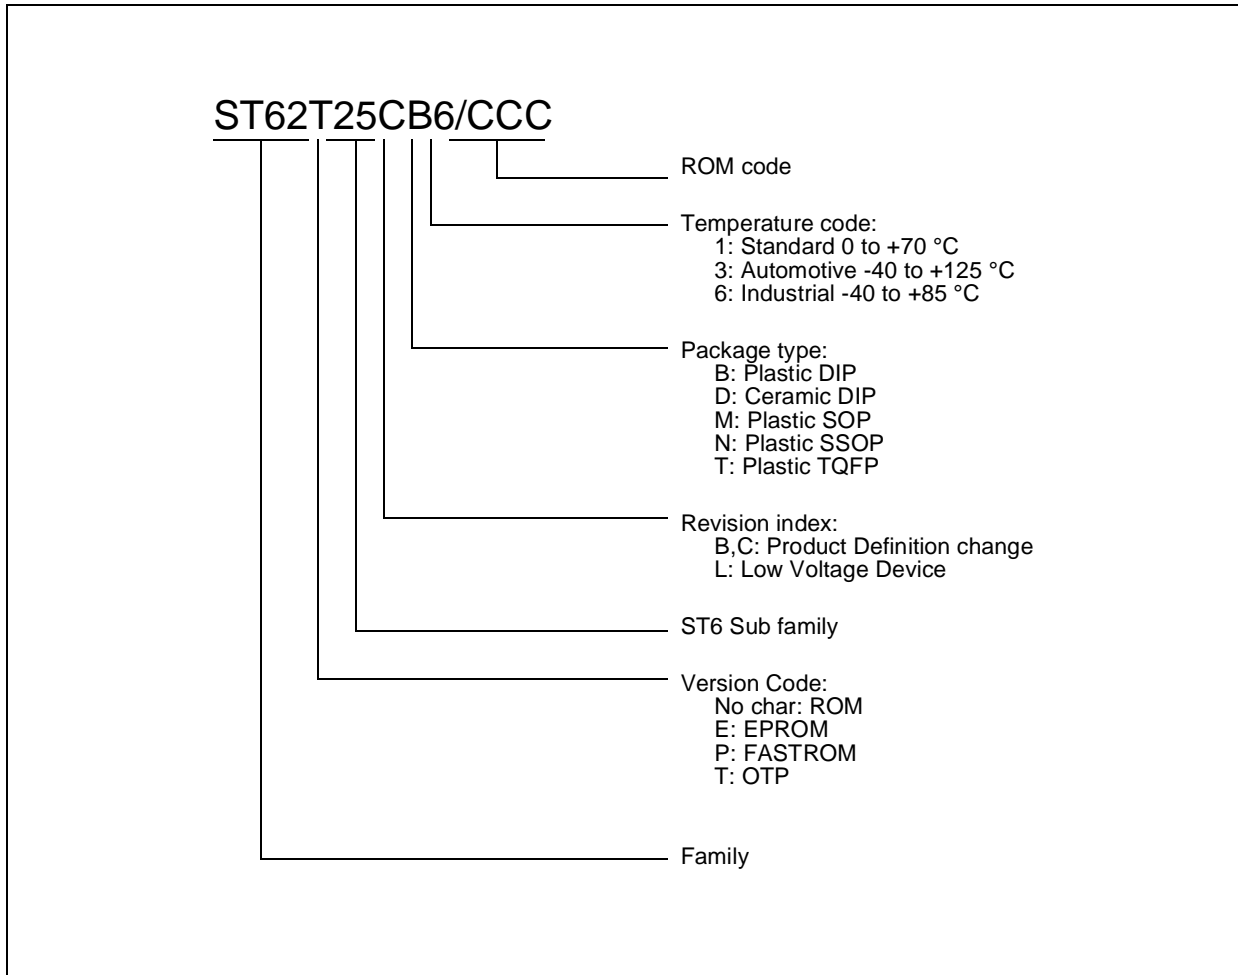 ST62T25CB6/CCC
ROM code
Temperature code:
1: Standard 0 to +70 °C
3: Automotive -40 to +125 °C
6: Industrial -40 to +85 °C
Package type:
B: Plastic DIP
D: Ceramic DIP
M: Plastic SOP
N: Plastic SSOP
T: Plastic TQFP
Revision index:
B,C: Product Definition change
L: Low Voltage Device
ST6 Sub family
Version Code:
No char: ROM
E: EPROM
P: FASTROM
T: OTP
Family